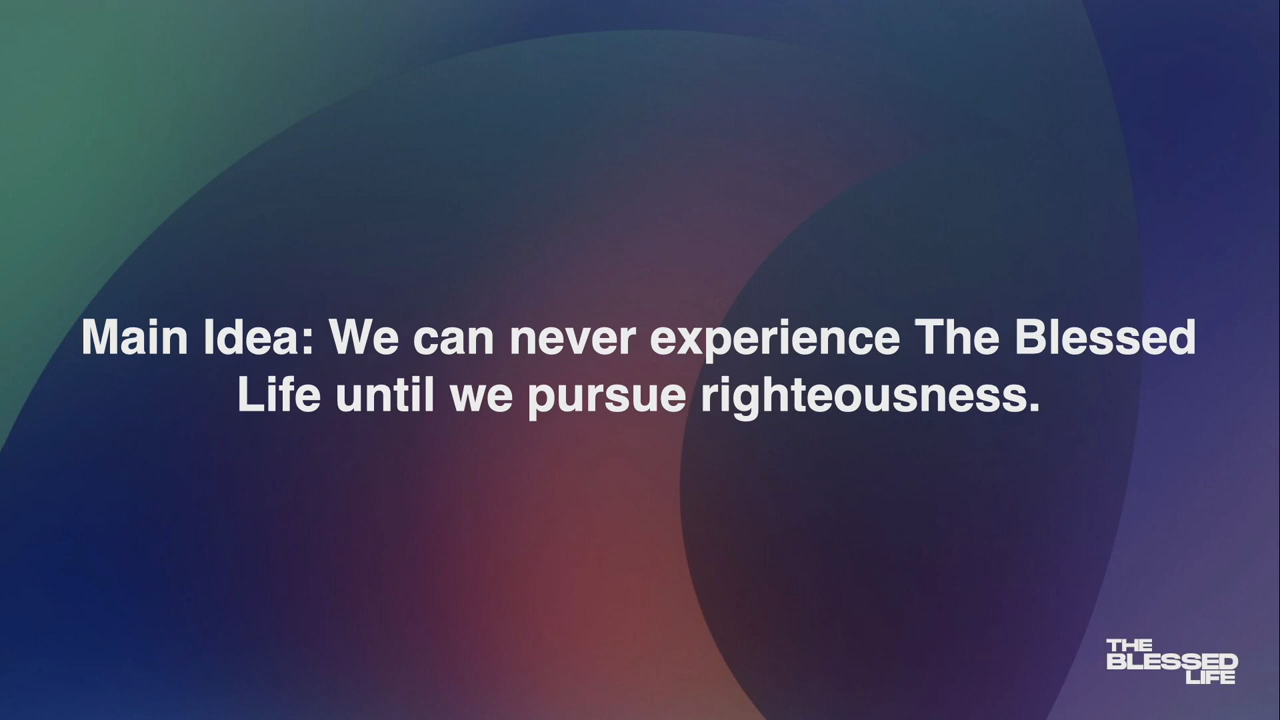 Main Idea: We can never experience The Blessed
Life until we pursue righteousness.
THE
BLESSED
LIFE